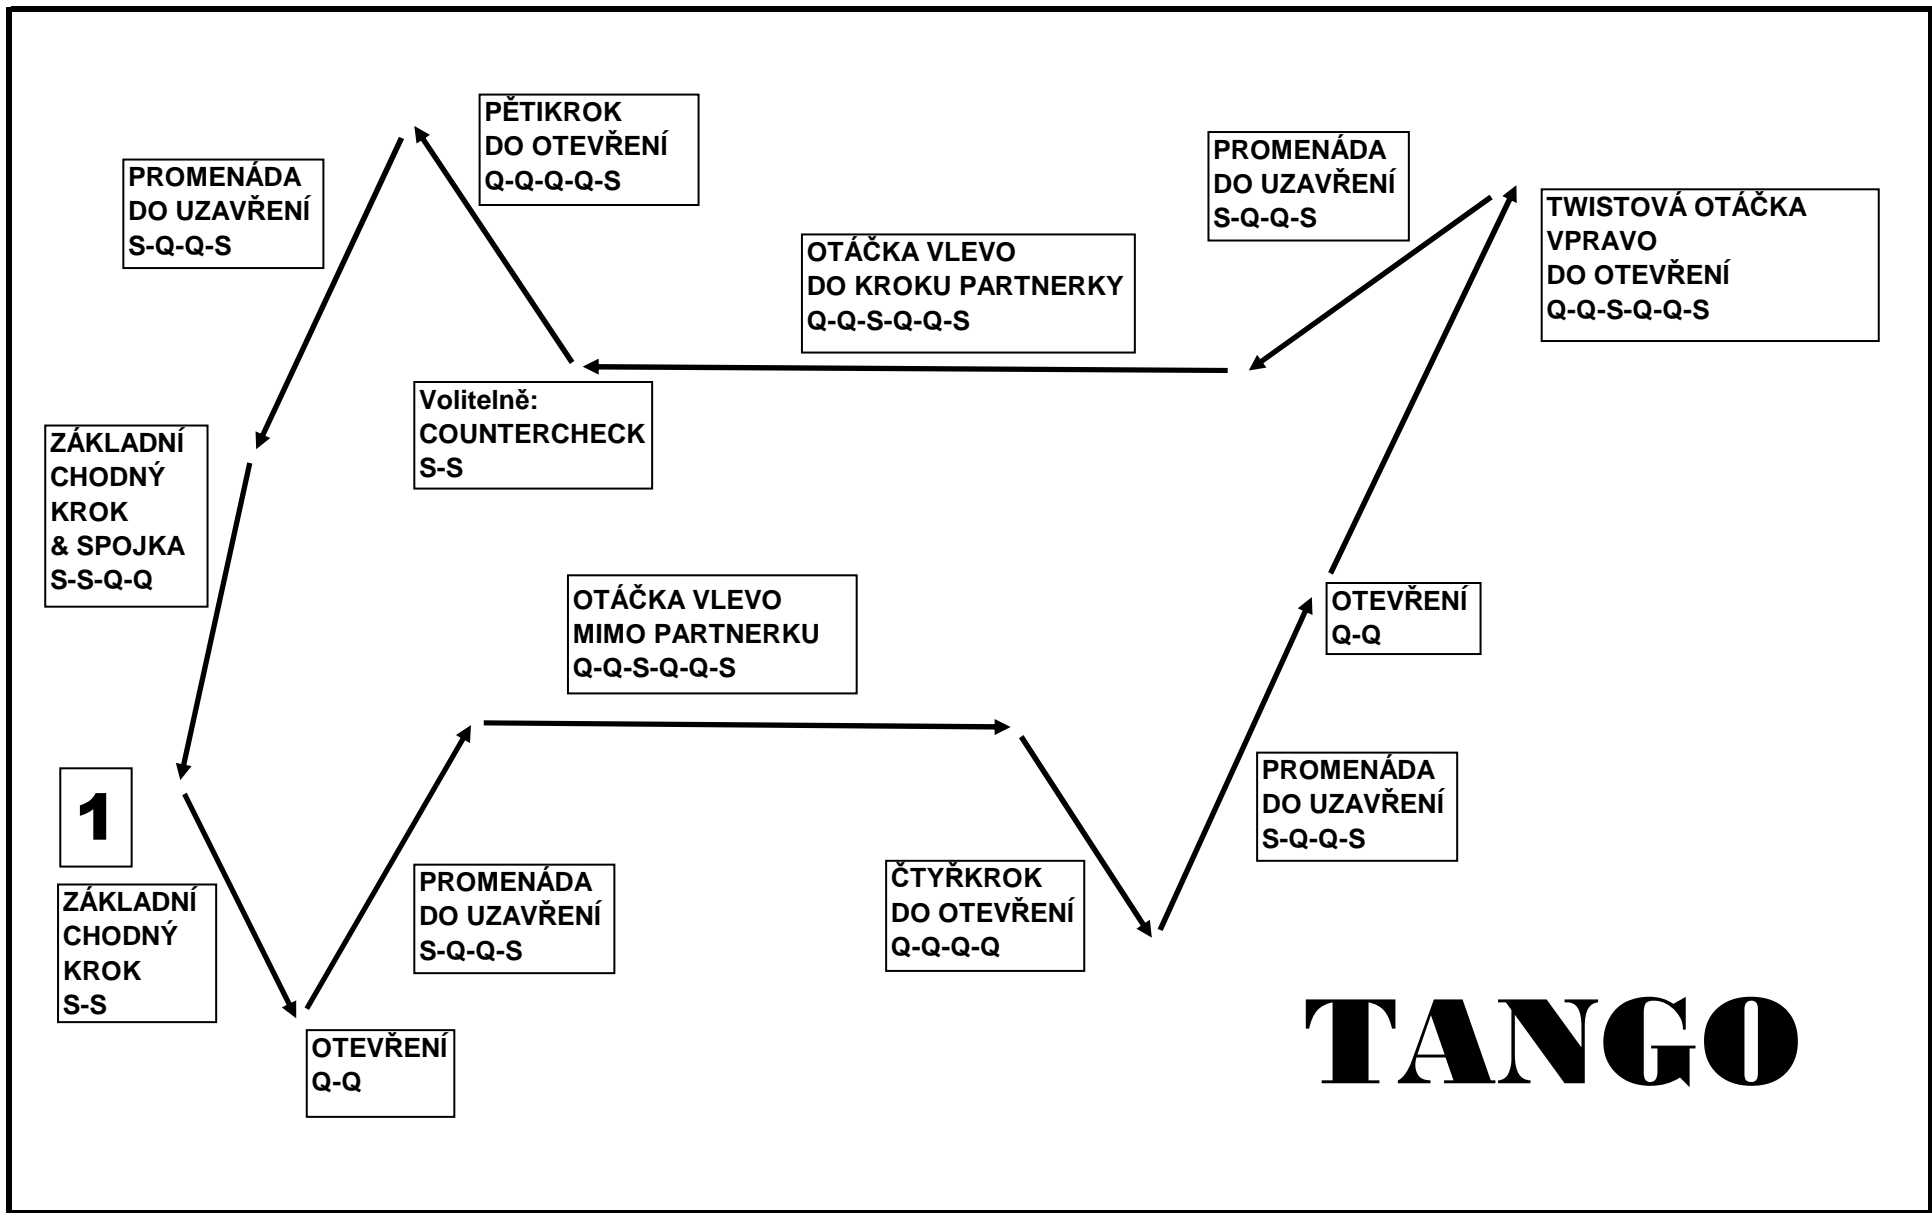 PĚTIKROK
DO OTEVŘENÍ
Q-Q-Q-Q-S
PROMENÁDA
DO UZAVŘENÍ
S-Q-Q-S
PROMENÁDA
DO UZAVŘENÍ
S-Q-Q-S
TWISTOVÁ OTÁČKA
VPRAVO
DO OTEVŘENÍ
Q-Q-S-Q-Q-S
OTÁČKA VLEVO
DO KROKU PARTNERKY
Q-Q-S-Q-Q-S
Volitelně:
COUNTERCHECK
S-S
ZÁKLADNÍ
CHODNÝ
KROK
& SPOJKA
S-S-Q-Q
OTÁČKA VLEVO
MIMO PARTNERKU
Q-Q-S-Q-Q-S
OTEVŘENÍ
Q-Q
PROMENÁDA
DO UZAVŘENÍ
S-Q-Q-S
1
ZÁKLADNÍ
CHODNÝ
KROK
S-S
PROMENÁDA
DO UZAVŘENÍ
S-Q-Q-S
ČTYŘKROK
DO OTEVŘENÍ
Q-Q-Q-Q
OTEVŘENÍ
Q-Q
TANGO